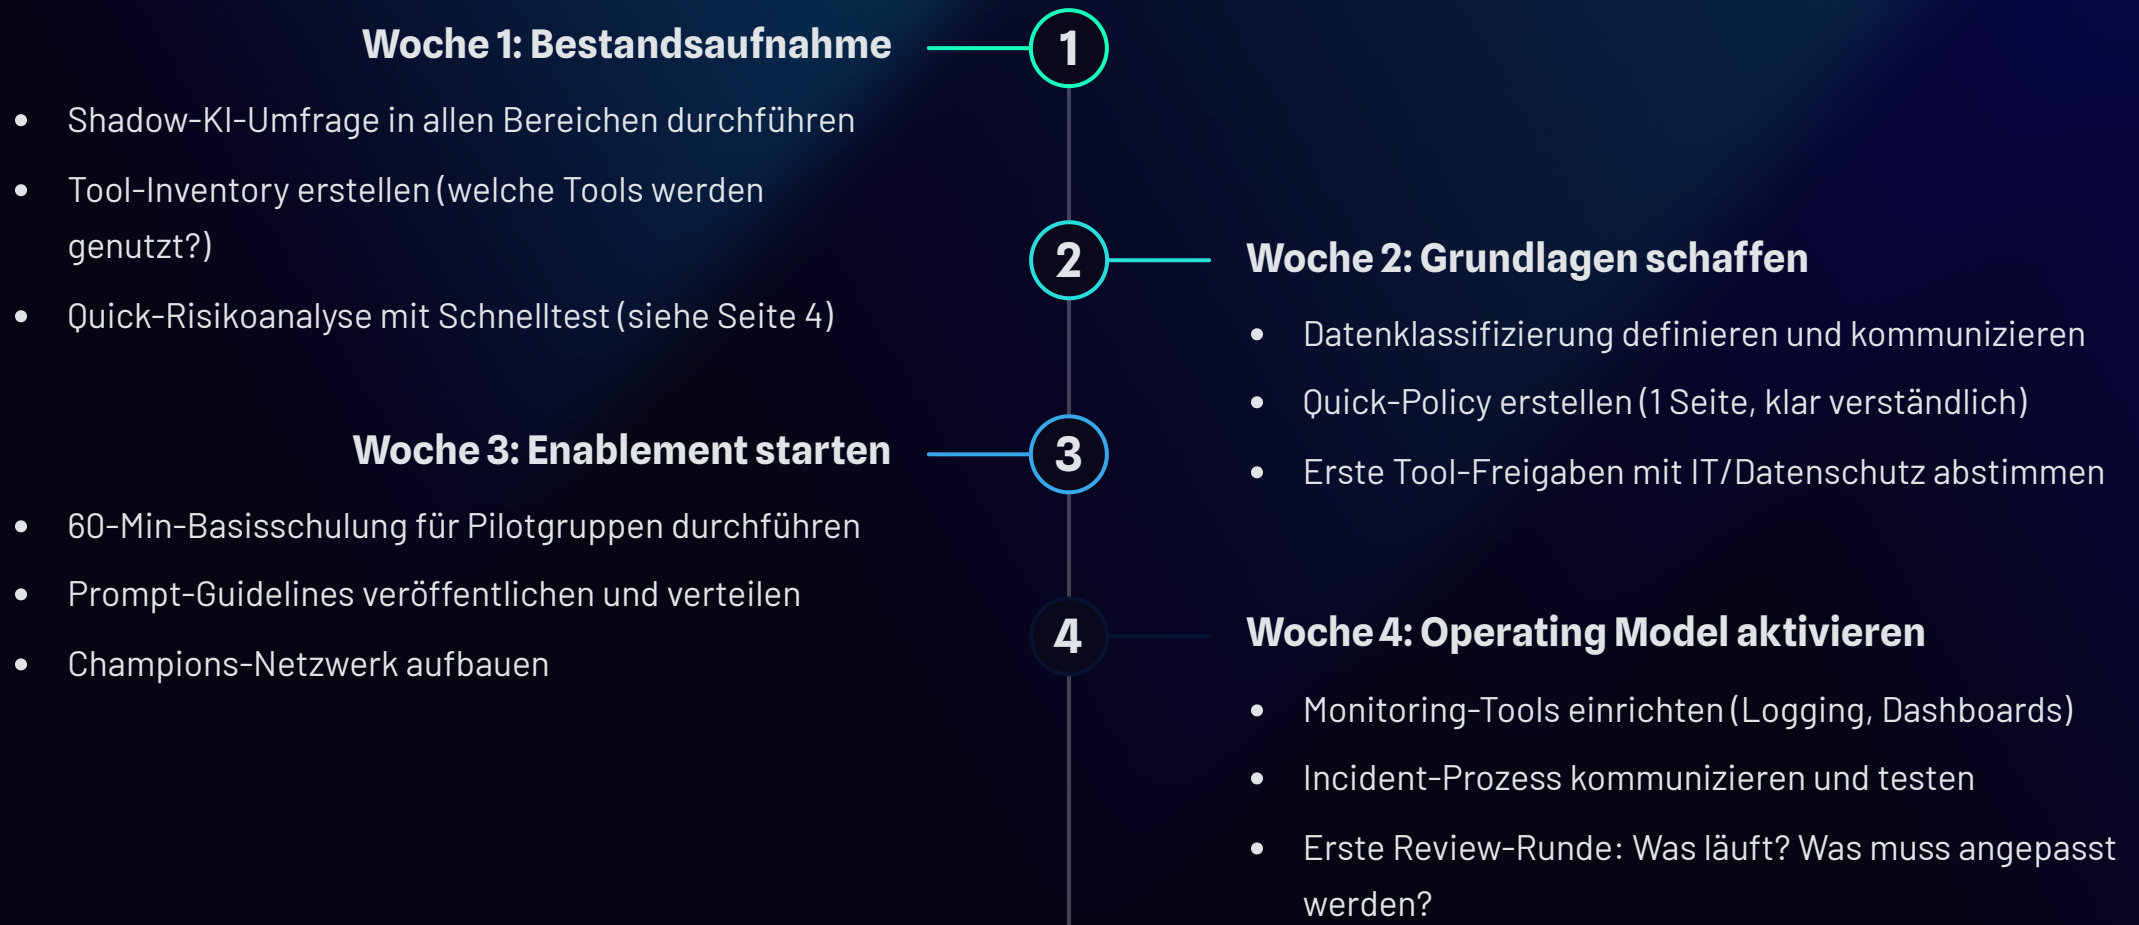 Woche 1: Bestandsaufnahme
1
• Shadow-KI-Umfrage in allen Bereichen durchführen
• Tool-Inventory erstellen (welche Tools werden
genutzt?)
• Quick-Risikoanalyse mit Schnelltest (siehe Seite 4)
2
Woche 2: Grundlagen schaffen
• Datenklassifizierung definieren und kommunizieren
• Quick-Policy erstellen (1 Seite, klar verständlich)
• Erste Tool-Freigaben mit IT/Datenschutz abstimmen
Woche 3: Enablement starten
3
• 60-Min-Basisschulung für Pilotgruppen durchführen
• Prompt-Guidelines veröffentlichen und verteilen
• Champions-Netzwerk aufbauen
4
Woche 4: Operating Model aktivieren
• Monitoring-Tools einrichten (Logging, Dashboards)
• Incident-Prozess kommunizieren und testen
• Erste Review-Runde: Was läuft? Was muss angepasst
werden?